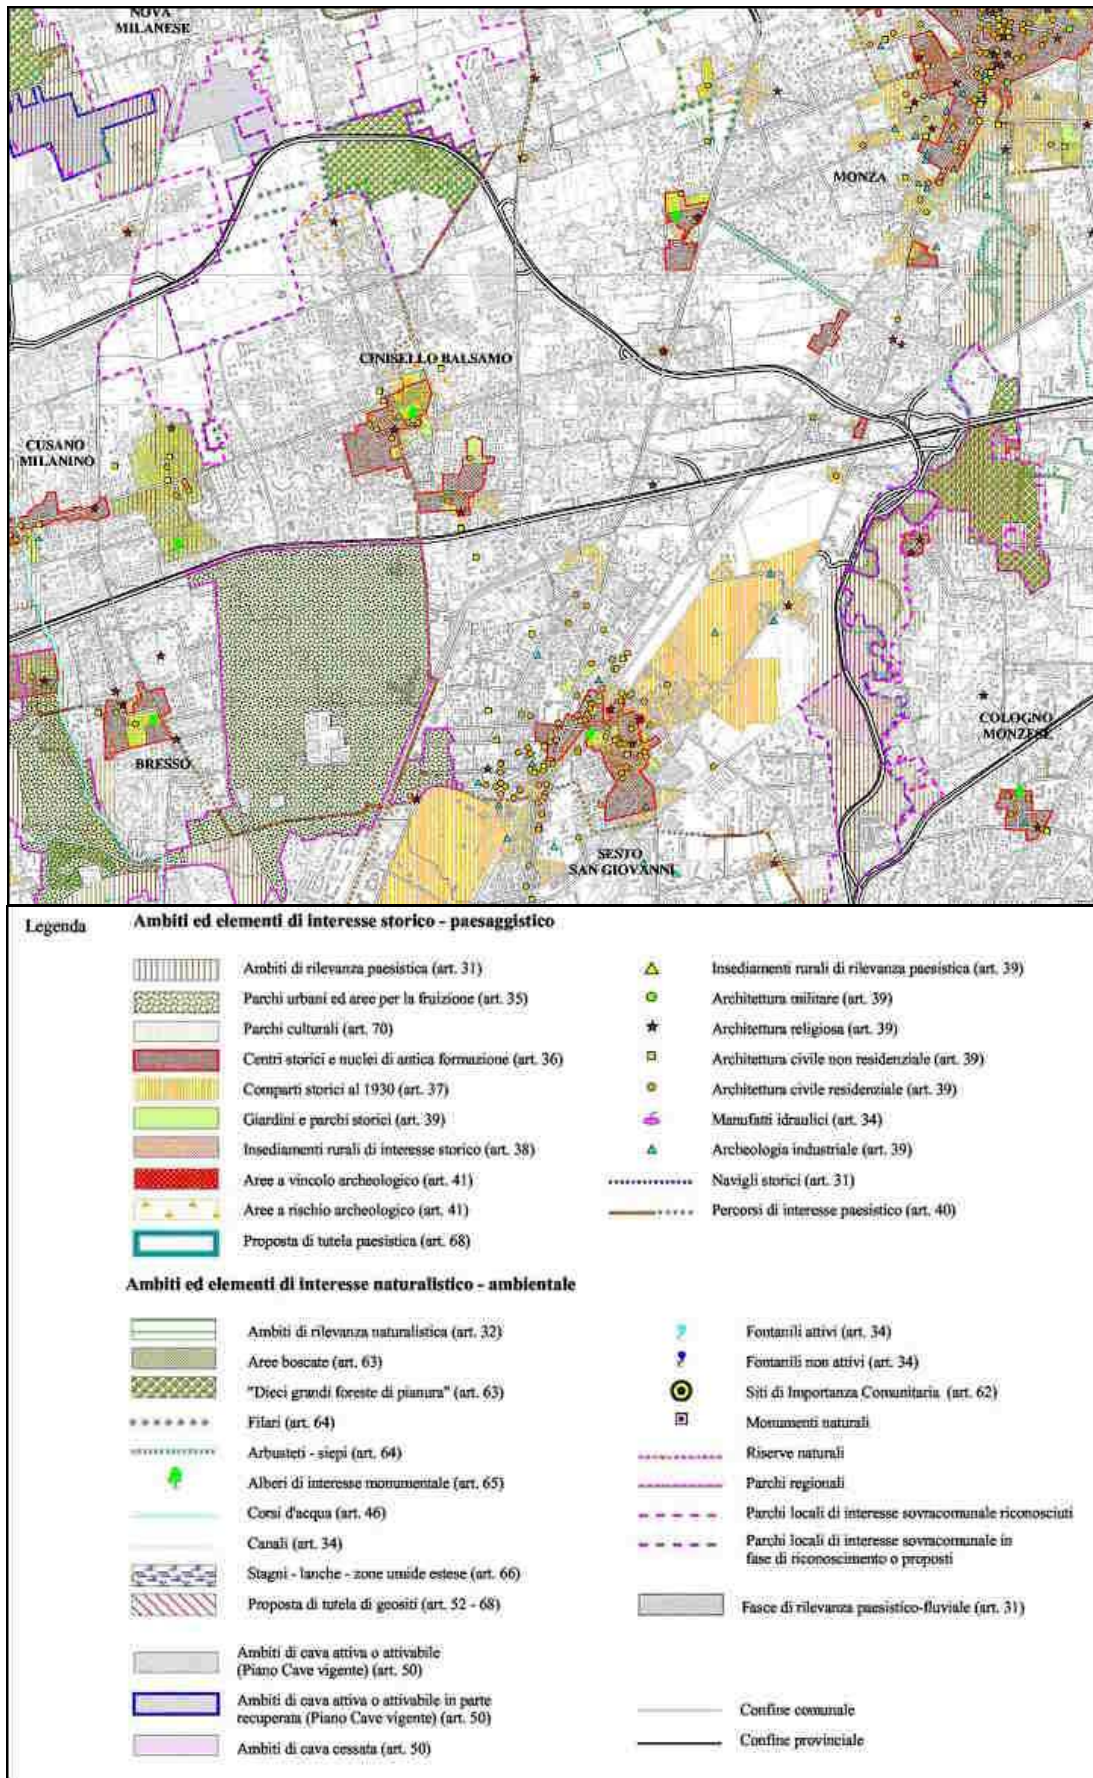 NOVA
MILANESE
MONZA
CINISELLO BALSAMO
CUSANO
MILANINO
COLOGNO
MONZESE
BRESSO
SESTO
SAN GIOVANNI
Legenda
Ambiti ed elementi di interesse storico - paesaggistico
Ambiti di rilevanza paesistica (art. 31)
Parchi urbani ed aree per la fruizione (art. 35)
Parchi culturali (art. 70)
Centri storici e nuclei di antica formazione (art. 36)
Comparti storici al 1930 (art. 37)
Giardini e parchi storici (art. 39)
Insediamenti rurali di interesse storico (art. 38)
Aree a vincolo archeologico (art. 41)
Aree a rischio archeologico (art. 41)
Proposta di tutela paesistica (art. 68)
Insediamenti rurali di rilevanza paesistica (art. 39)
Architettura militare (art. 39)
Architettura religiosa (art. 39)
Architettura civile non residenziale (art. 39)
Architettura civile residenziale (art. 39)
Manufatti idraulici (art. 34)
Archeologia industriale (art. 39)
Navigli storici (art. 31)
Percorsi di interesse paesistico (art. 40)
Ambiti ed elementi di interesse naturalistico - ambientale
Ambiti di rilevanza naturalistica (art. 32)
Aree boscate (art. 63)
"Dieci grandi foreste di pianura" (art. 63)
Filari (art. 64)
Arbusteti - siepi (art. 64)
Alberi di interesse monumentale (art. 65)
Corsi d'acqua (art. 46)
Canali (art. 34)
Stagni - lanche - zone umide estese (art. 66)
Proposta di tutela di geositi (art. 52 - 68)
Ambiti di cava attiva o attivabile
(Piano Cave vigente) (art. 50)
Ambiti di cava attiva o attivabile in parte
recuperata (Piano Cave vigente) (art. 50)
Ambiti di cava cessata (art. 50)
Fontanili attivi (art. 34)
Fontanili non attivi (art. 34)
Siti di Importanza Comunitaria (art. 62)
Monumenti naturali
Riserve naturali
Parchi regionali
Parchi locali di interesse sovracomunale riconosciuti
Parchi locali di interesse sovracomunale in
fase di riconoscimento o proposti
Fasce di rilevanza paesistico-fluviale (art. 31)
Confine comunale
Confine provinciale